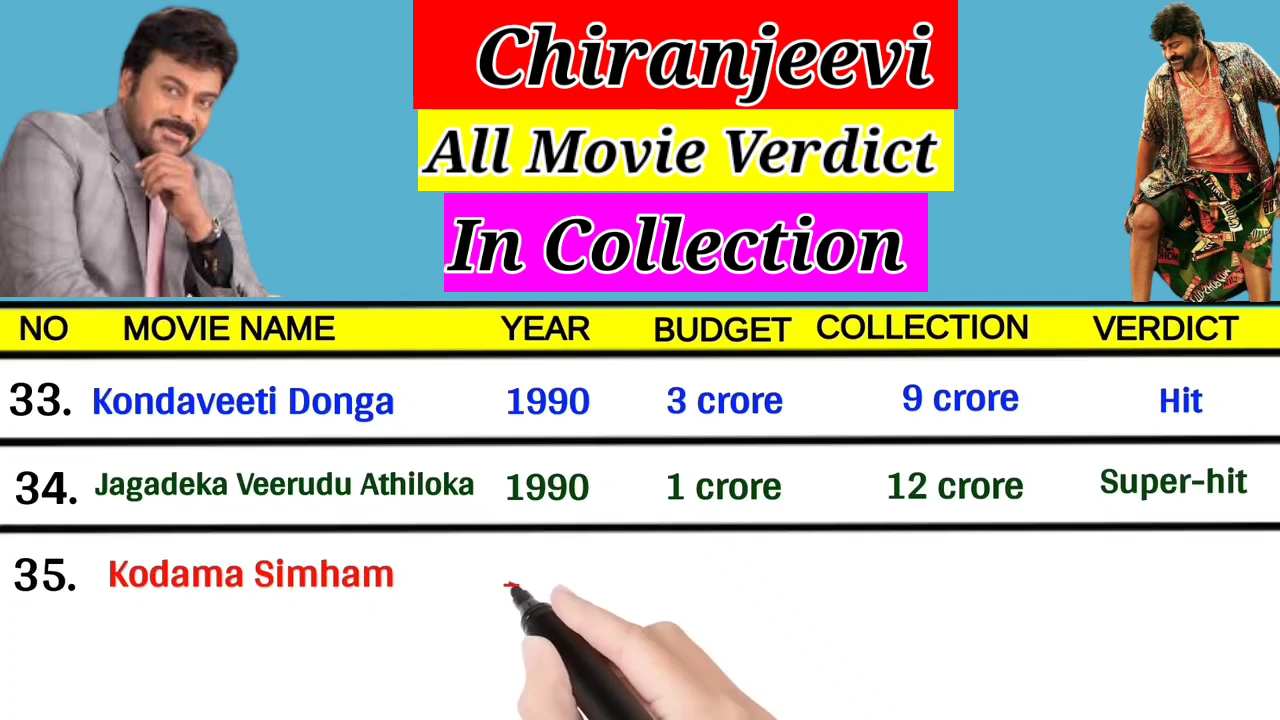 Chiranjeevi
All Movie Verdict
In Collection
NO MOVIE NAME YEAR BUDGET COLLECTION VERDICT
33. Kondaveeti Donga 1990 3 crore 9 crore Hit
34. Jagadeka Veerudu Athiloka 1990 1 crore 12 crore Super-hit
35. Kodama Simham